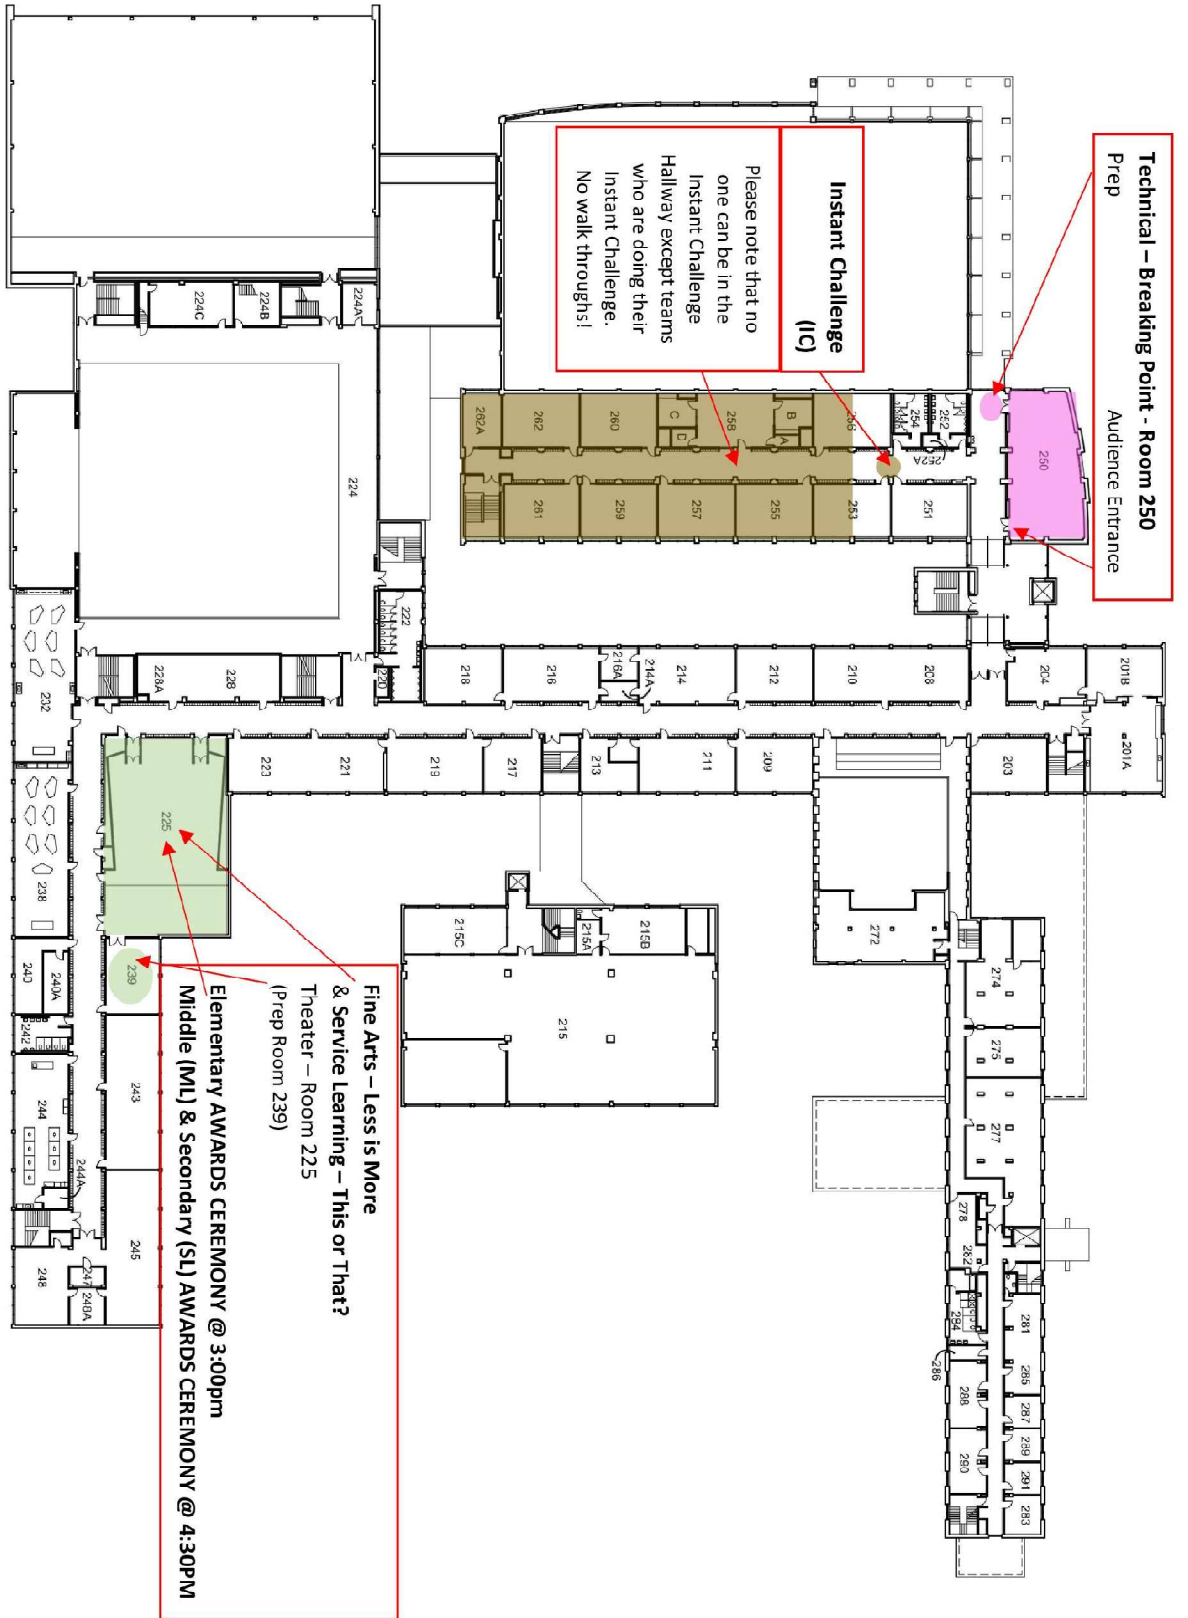 Technical – Breaking Point - Room 250
Prep Audience Entrance
Instant Challenge
(IC)
Please note that no
one can be in the
Instant Challenge
Hallway except teams
who are doing their
Instant Challenge.
No walk throughs!
Fine Arts – Less is More
& Service Learning – This or That?
Theater – Room 225
(Prep Room 239)
Elementary AWARDS CEREMONY @ 3:00pm
Middle (ML) & Secondary (SL) AWARDS CEREMONY @ 4:30PM
250
252
254
252A
256
B
A
258
C
D
260
262
262A
251
253
255
257
259
261
224A
224B
224C
224
201B
201A
204
203
208
210
212
214
214A
216A
216
218
222
220
228
228A
232
209
211
213
217
219
221
223
225
238
239
240
240A
242
243
244
244A
245
247
248
248A
215B
215A
215C
215
272
274
275
277
278
282
284
286
288
290
281
285
287
289
291
283